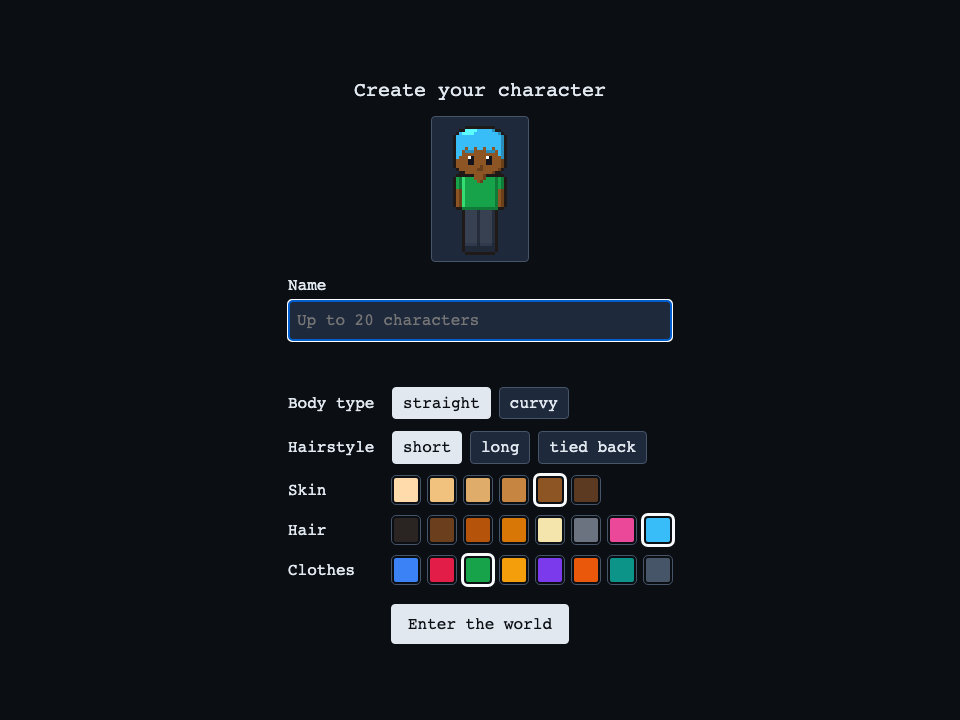 Create your character
Name
Up to 20 characters
Body type straight curvy
Hairstyle short long tied back
Skin
Hair
Clothes
Enter the world